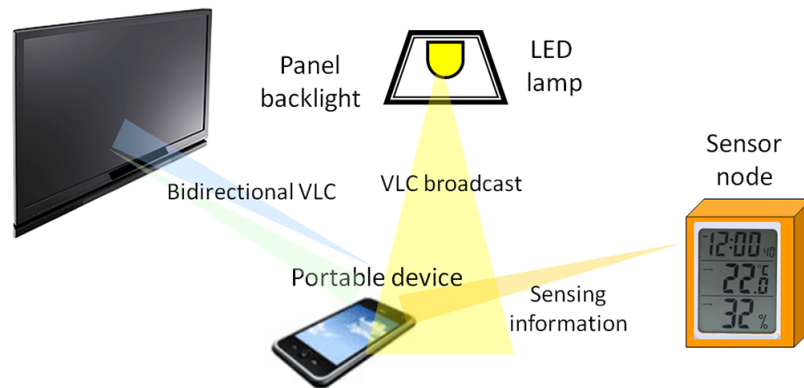 Panel
backlight
LED
lamp
Bidirectional VLC
VLC broadcast
Sensor
node
Portable device
Sensing
information
12:00 40
22.0 °C
32 %